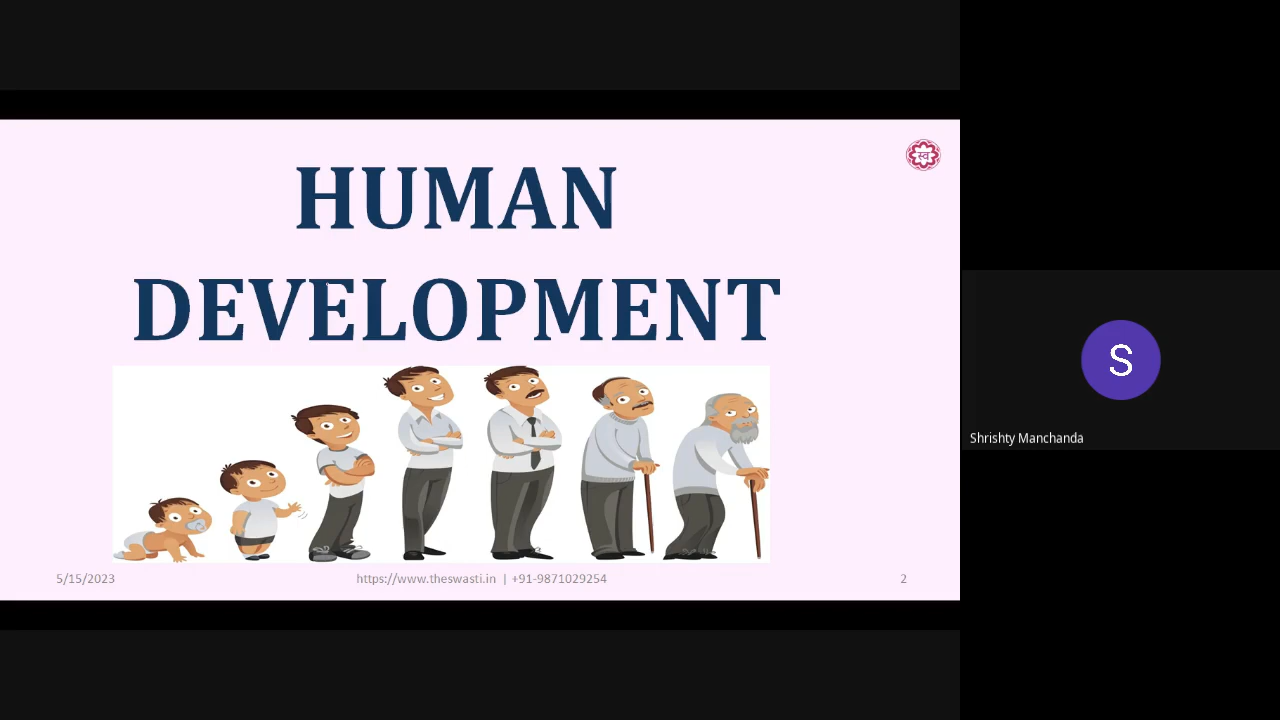 HUMAN
DEVELOPMENT
स्व
5/15/2023
https://www.theswasti.in | +91-9871029254
2
S
Shrishty Manchanda